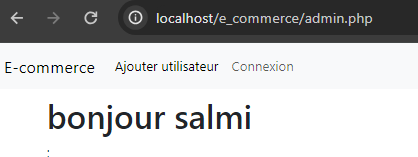 localhost/e_commerce/admin.php
E-commerce Ajouter utilisateur Connexion
bonjour salmi
: